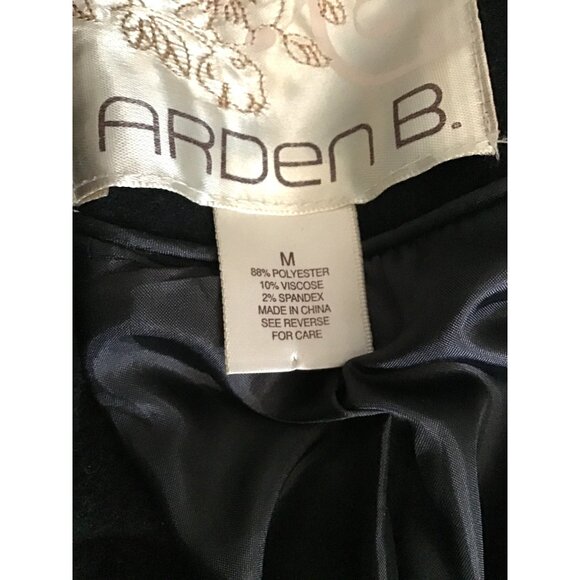 ARDen B.
M
88% POLYESTER
10% VISCOSE
2% SPANDEX
MADE IN CHINA
SEE REVERSE
FOR CARE